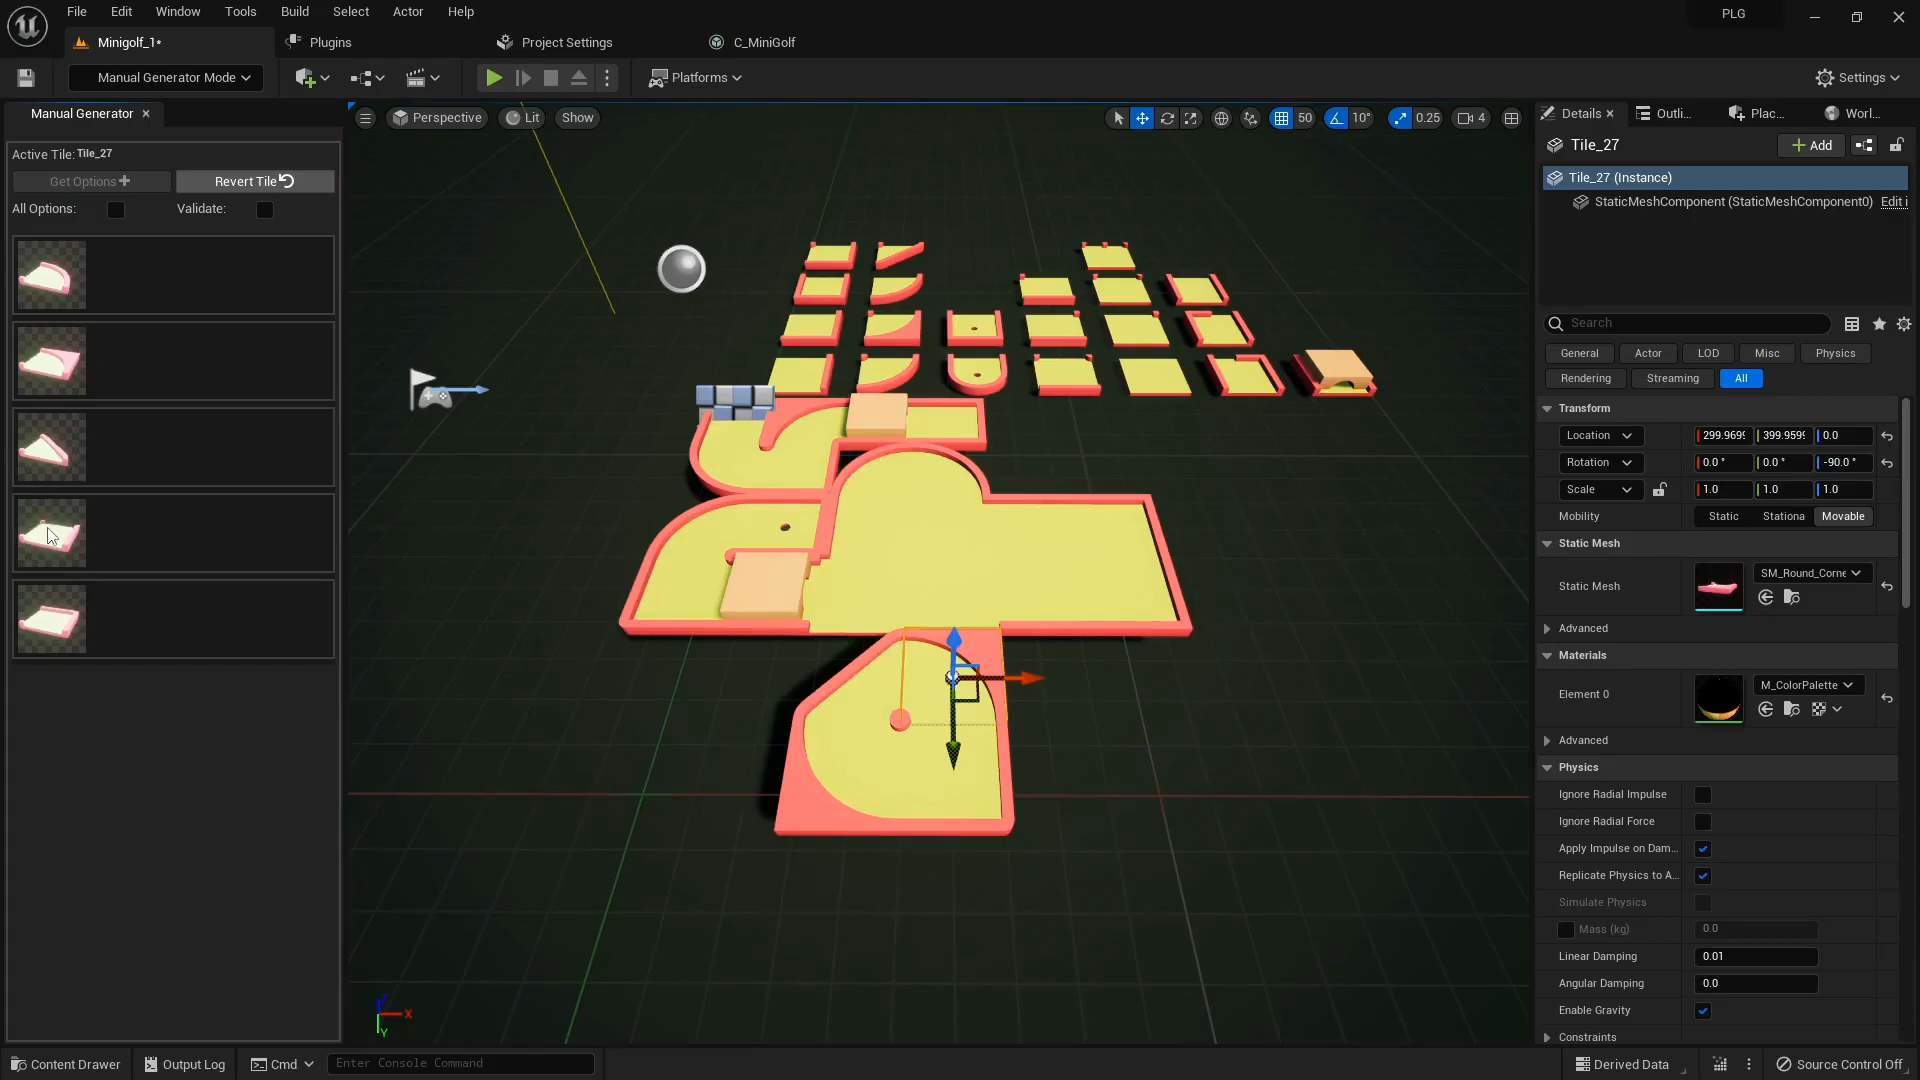 File Edit Window Tools Build Select Actor Help
PLG
Minigolf_1*
Plugins
Project Settings
C_MiniGolf
Manual Generator Mode
Platforms
Settings
Manual Generator
Perspective
Lit
Show
50
10°
0.25
4
Details
Outli...
Plac...
Worl...
Active Tile: Tile_27
Get Options
Revert Tile
All Options:
Validate:
Tile_27
Add
Tile_27 (Instance)
StaticMeshComponent (StaticMeshComponent0)
Edit i
Search
General Actor LOD Misc Physics
Rendering Streaming All
Transform
Location 299.9699 399.9599 0.0
Rotation 0.0 ° 0.0 ° -90.0 °
Scale 1.0 1.0 1.0
Mobility Static Stationa Movable
Static Mesh
Static Mesh
SM_Round_Corne
Advanced
Materials
Element 0
M_ColorPalette
Advanced
Physics
Ignore Radial Impulse
Ignore Radial Force
Apply Impulse on Dam...
Replicate Physics to A...
Simulate Physics
Mass (kg) 0.0
Linear Damping 0.01
Angular Damping 0.0
Enable Gravity
Constraints
Z
X
Y
Content Drawer
Output Log
Cmd
Enter Console Command
Derived Data
Source Control Off